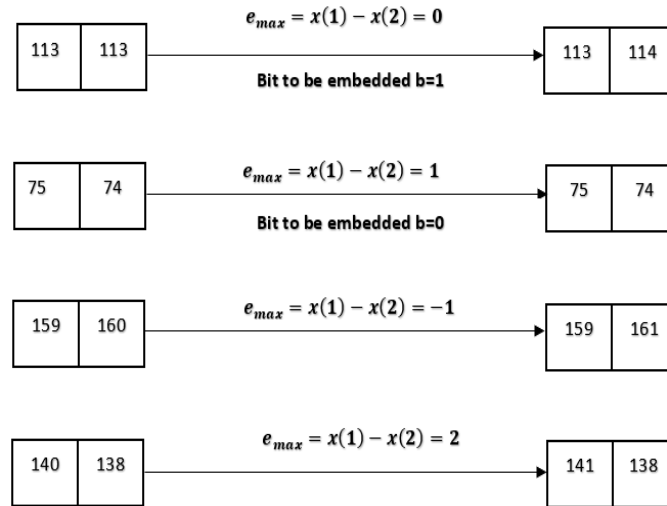 e_max = x(1) − x(2) = 0
113 113 113 114
Bit to be embedded b=1
e_max = x(1) − x(2) = 1
75 74 75 74
Bit to be embedded b=0
e_max = x(1) − x(2) = −1
159 160 159 161
e_max = x(1) − x(2) = 2
140 138 141 138